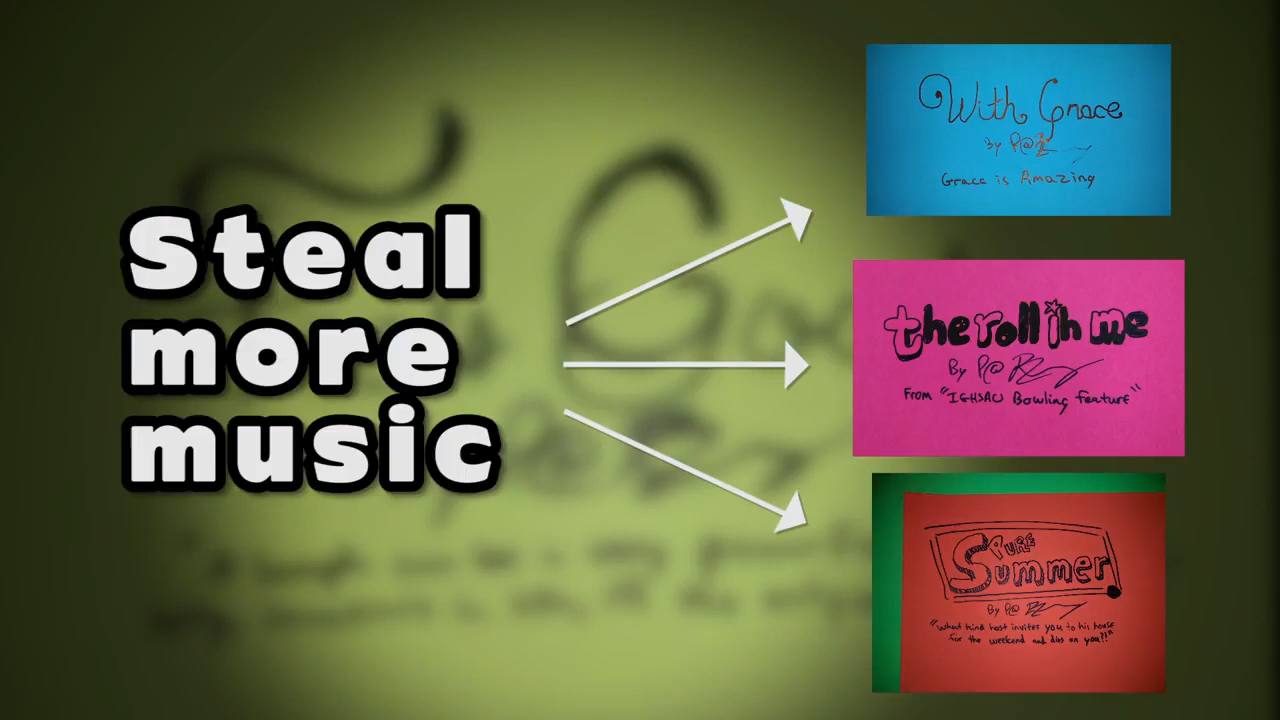 Steal
more
music
With Grace
By P@
Grace is Amazing
the roll in me
By P@
From "IGHSAU Bowling feature"
PURE
Summer
By P@
"What kind host invites you to his house
for the weekend and dies on you?!"